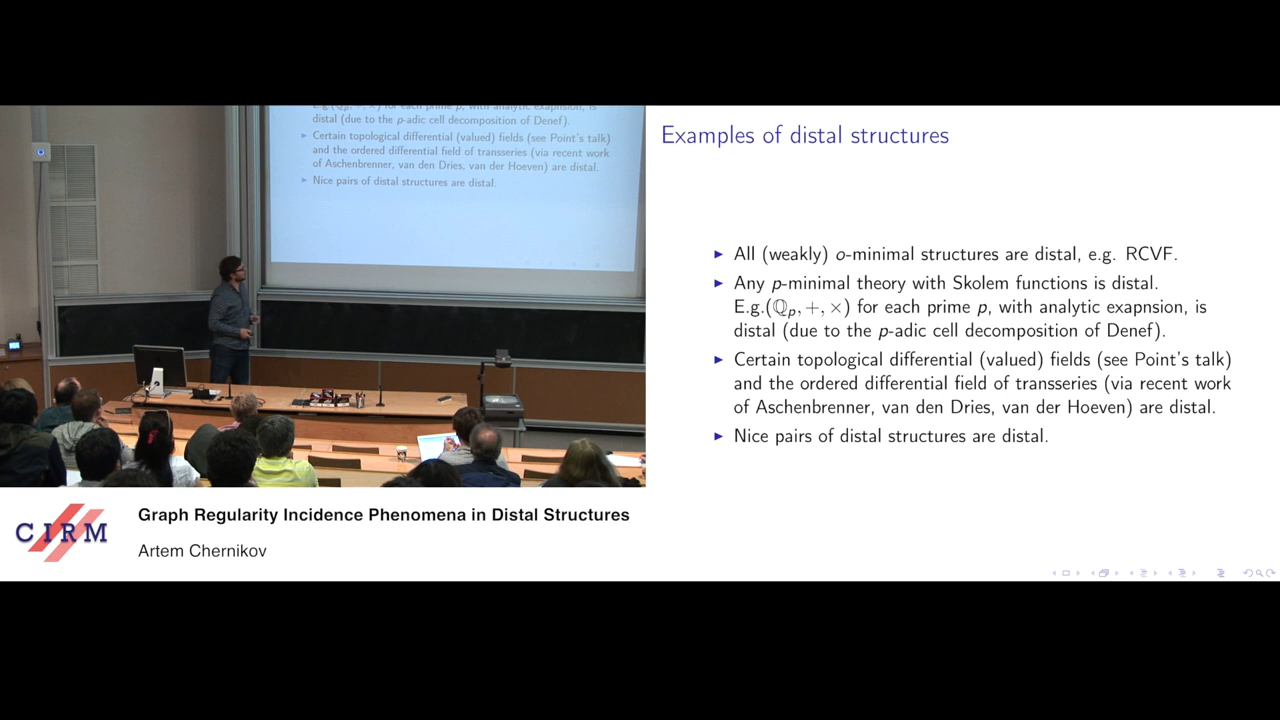 E.g.(ℚp, +, ×) for each prime p, with analytic exapnsion, is
distal (due to the p-adic cell decomposition of Denef).
▶ Certain topological differential (valued) fields (see Point's talk)
and the ordered differential field of transseries (via recent work
of Aschenbrenner, van den Dries, van der Hoeven) are distal.
▶ Nice pairs of distal structures are distal.
Examples of distal structures
▶ All (weakly) o-minimal structures are distal, e.g. RCVF.
▶ Any p-minimal theory with Skolem functions is distal.
E.g.(ℚp, +, ×) for each prime p, with analytic exapnsion, is
distal (due to the p-adic cell decomposition of Denef).
▶ Certain topological differential (valued) fields (see Point's talk)
and the ordered differential field of transseries (via recent work
of Aschenbrenner, van den Dries, van der Hoeven) are distal.
▶ Nice pairs of distal structures are distal.
CIRM
Graph Regularity Incidence Phenomena in Distal Structures
Artem Chernikov